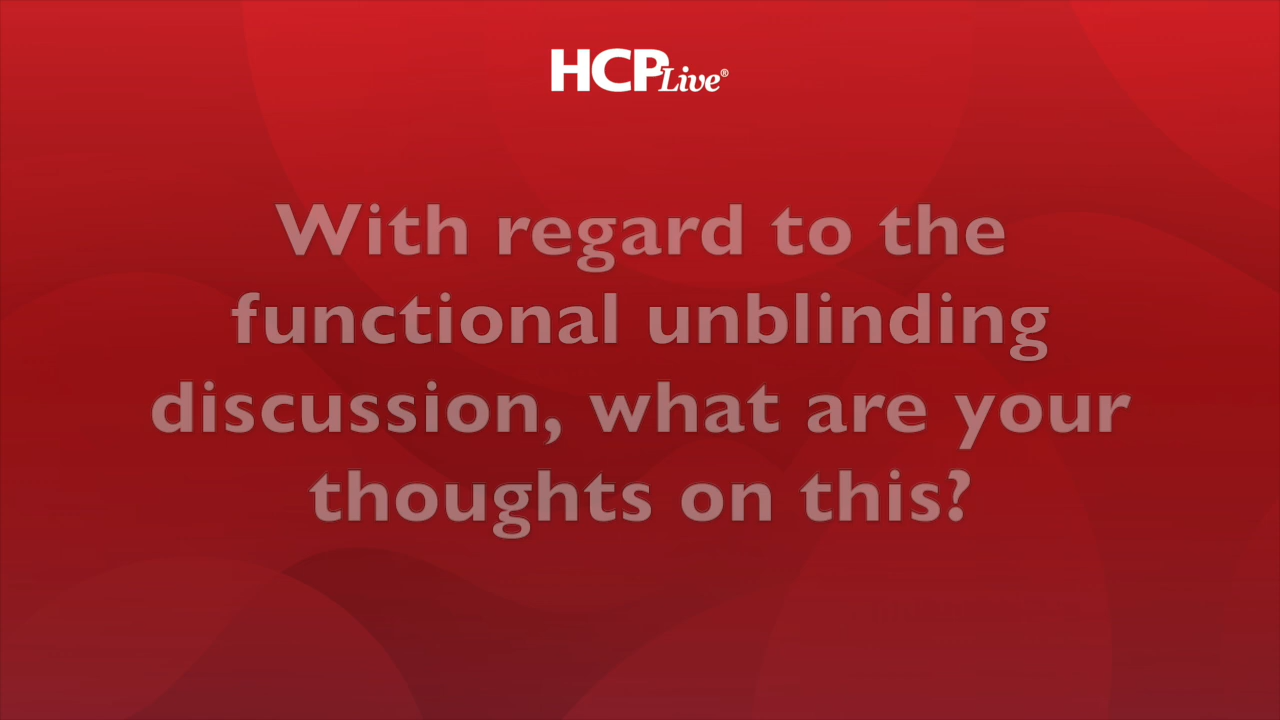 HCPLive®
With regard to the
functional unblinding
discussion, what are your
thoughts on this?